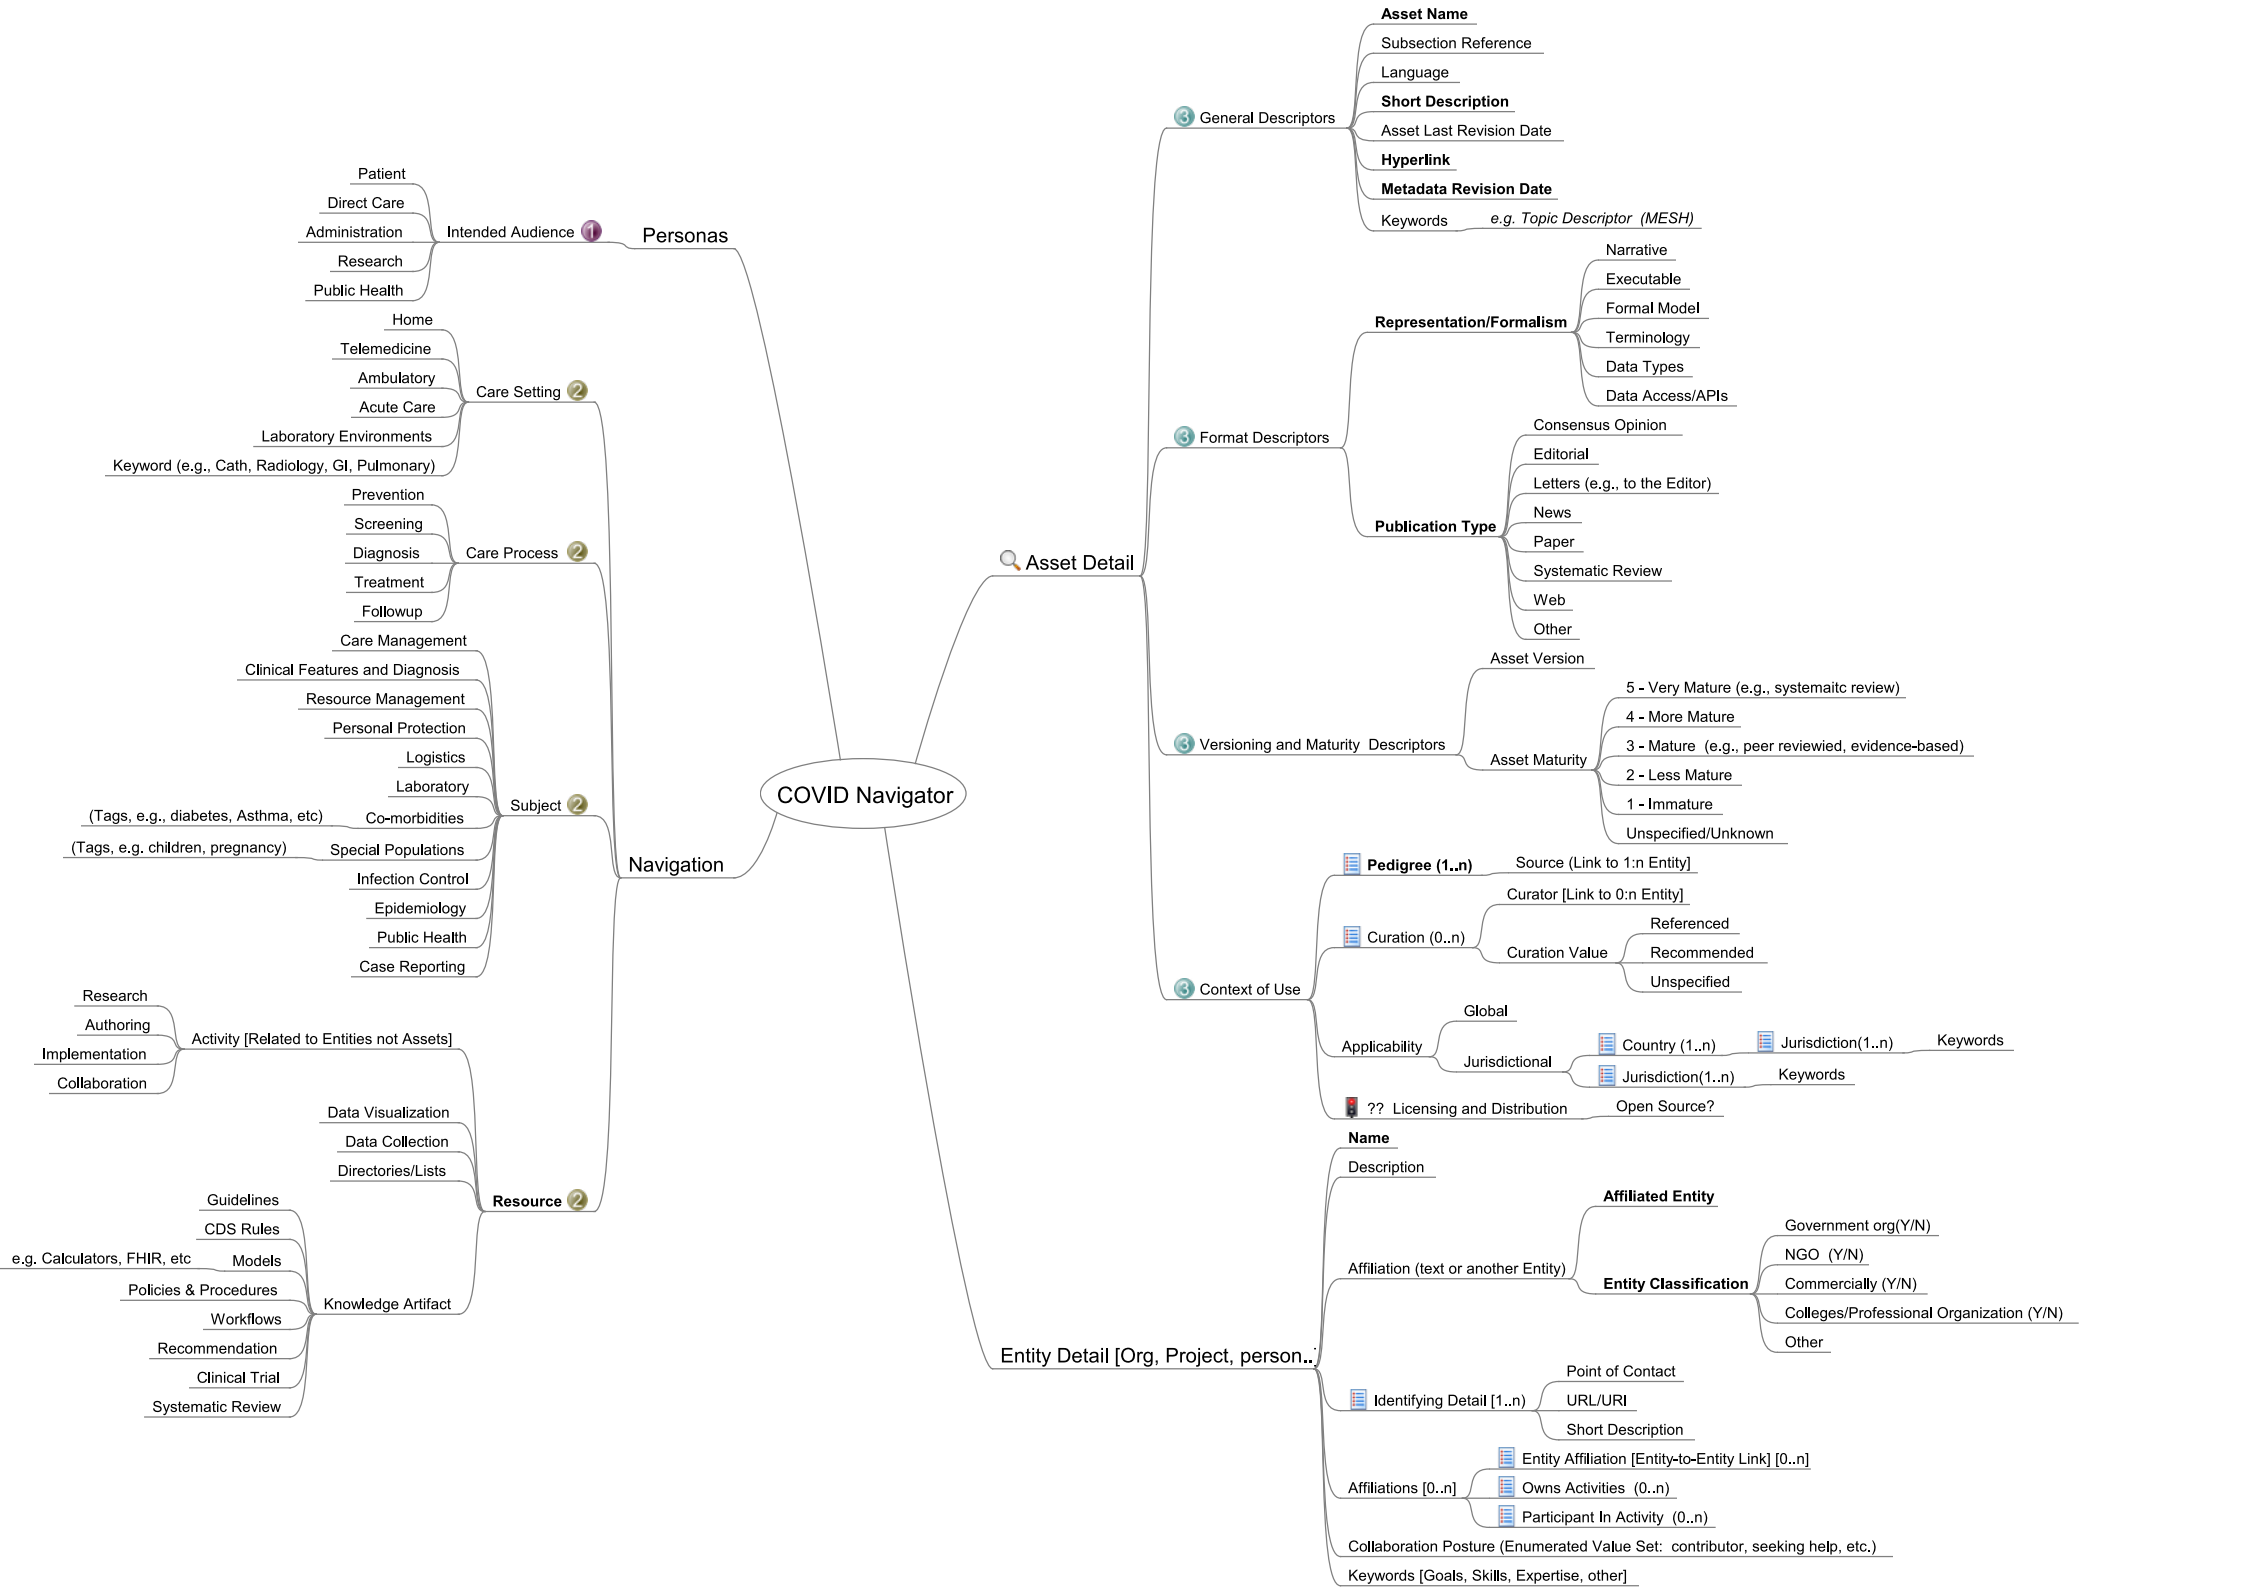 COVID Navigator
Personas
Intended Audience 1
Patient
Direct Care
Administration
Research
Public Health
Navigation
Care Setting 2
Home
Telemedicine
Ambulatory
Acute Care
Laboratory Environments
Keyword (e.g., Cath, Radiology, GI, Pulmonary)
Care Process 2
Prevention
Screening
Diagnosis
Treatment
Followup
Subject 2
Care Management
Clinical Features and Diagnosis
Resource Management
Personal Protection
Logistics
Laboratory
Co-morbidities
(Tags, e.g., diabetes, Asthma, etc)
Special Populations
(Tags, e.g. children, pregnancy)
Infection Control
Epidemiology
Public Health
Case Reporting
Resource 2
Activity [Related to Entities not Assets]
Research
Authoring
Implementation
Collaboration
Data Visualization
Data Collection
Directories/Lists
Knowledge Artifact
Guidelines
CDS Rules
Models
e.g. Calculators, FHIR, etc
Policies & Procedures
Workflows
Recommendation
Clinical Trial
Systematic Review
Asset Detail
3 General Descriptors
Asset Name
Subsection Reference
Language
Short Description
Asset Last Revision Date
Hyperlink
Metadata Revision Date
Keywords
e.g. Topic Descriptor (MESH)
3 Format Descriptors
Representation/Formalism
Narrative
Executable
Formal Model
Terminology
Data Types
Data Access/APIs
Publication Type
Consensus Opinion
Editorial
Letters (e.g., to the Editor)
News
Paper
Systematic Review
Web
Other
3 Versioning and Maturity Descriptors
Asset Version
Asset Maturity
5 - Very Mature (e.g., systemaitc review)
4 - More Mature
3 - Mature (e.g., peer reviewied, evidence-based)
2 - Less Mature
1 - Immature
Unspecified/Unknown
3 Context of Use
Pedigree (1..n)
Source (Link to 1:n Entity]
Curation (0..n)
Curator [Link to 0:n Entity]
Curation Value
Referenced
Recommended
Unspecified
Applicability
Global
Jurisdictional
Country (1..n)
Jurisdiction(1..n)
Keywords
Jurisdiction(1..n)
Keywords
?? Licensing and Distribution
Open Source?
Entity Detail [Org, Project, person..
Name
Description
Affiliation (text or another Entity)
Affiliated Entity
Entity Classification
Government org(Y/N)
NGO (Y/N)
Commercially (Y/N)
Colleges/Professional Organization (Y/N)
Other
Identifying Detail [1..n)
Point of Contact
URL/URI
Short Description
Affiliations [0..n]
Entity Affiliation [Entity-to-Entity Link] [0..n]
Owns Activities (0..n)
Participant In Activity (0..n)
Collaboration Posture (Enumerated Value Set: contributor, seeking help, etc.)
Keywords [Goals, Skills, Expertise, other]